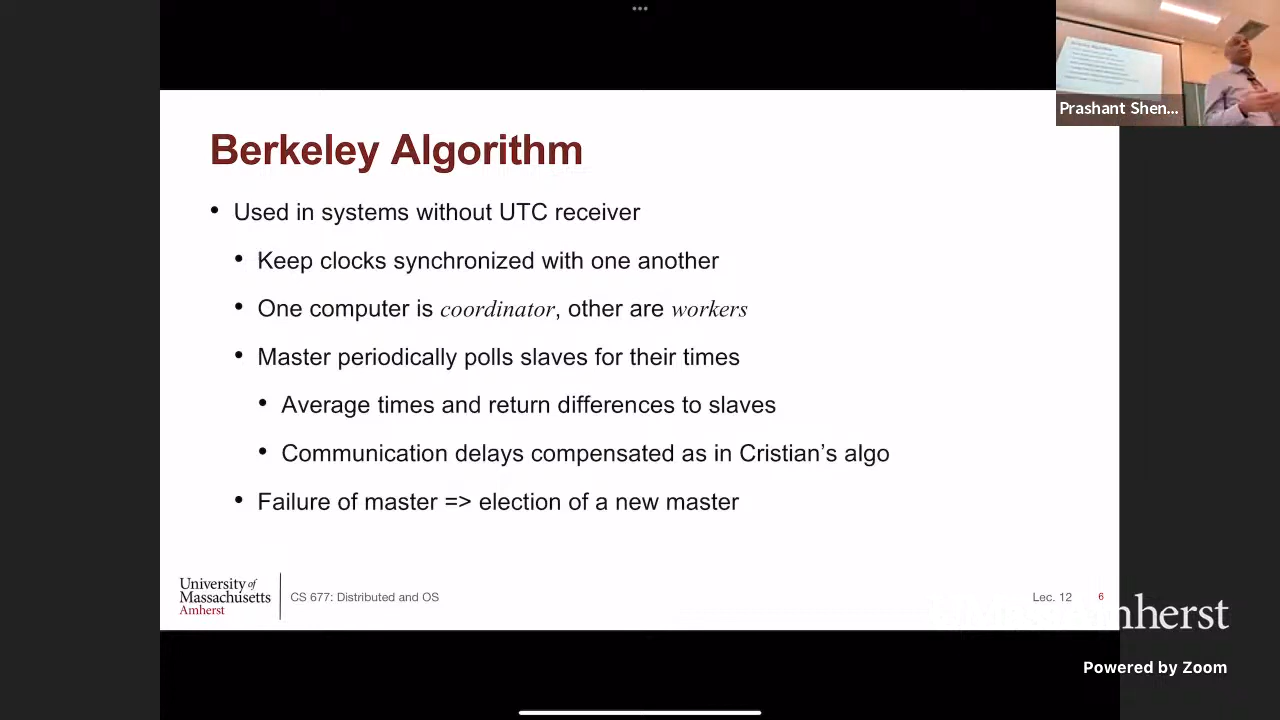 Prashant Shen...
Berkeley Algorithm
• Used in systems without UTC receiver
• Keep clocks synchronized with one another
• One computer is coordinator, other are workers
• Master periodically polls slaves for their times
• Average times and return differences to slaves
• Communication delays compensated as in Cristian's algo
• Failure of master => election of a new master
University of
Massachusetts
Amherst
CS 677: Distributed and OS
Lec. 12
6
Amherst
Powered by Zoom